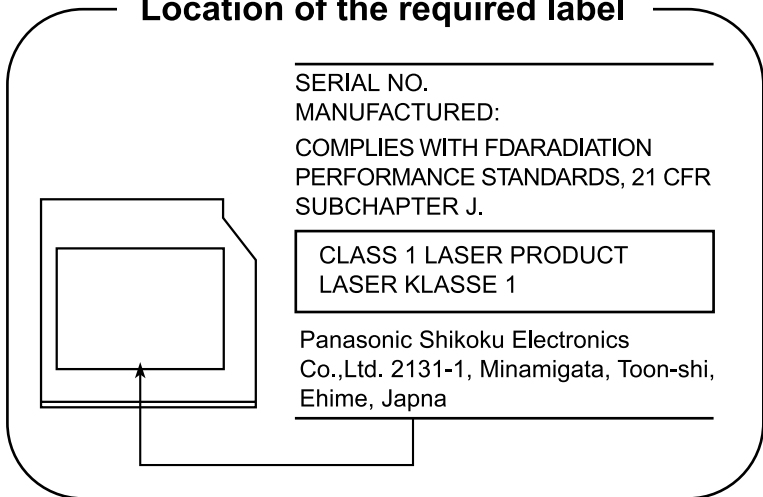 Location of the required label
SERIAL NO.
MANUFACTURED:
COMPLIES WITH FDARADIATION
PERFORMANCE STANDARDS, 21 CFR
SUBCHAPTER J.
CLASS 1 LASER PRODUCT
LASER KLASSE 1
Panasonic Shikoku Electronics
Co.,Ltd. 2131-1, Minamigata, Toon-shi,
Ehime, Japna